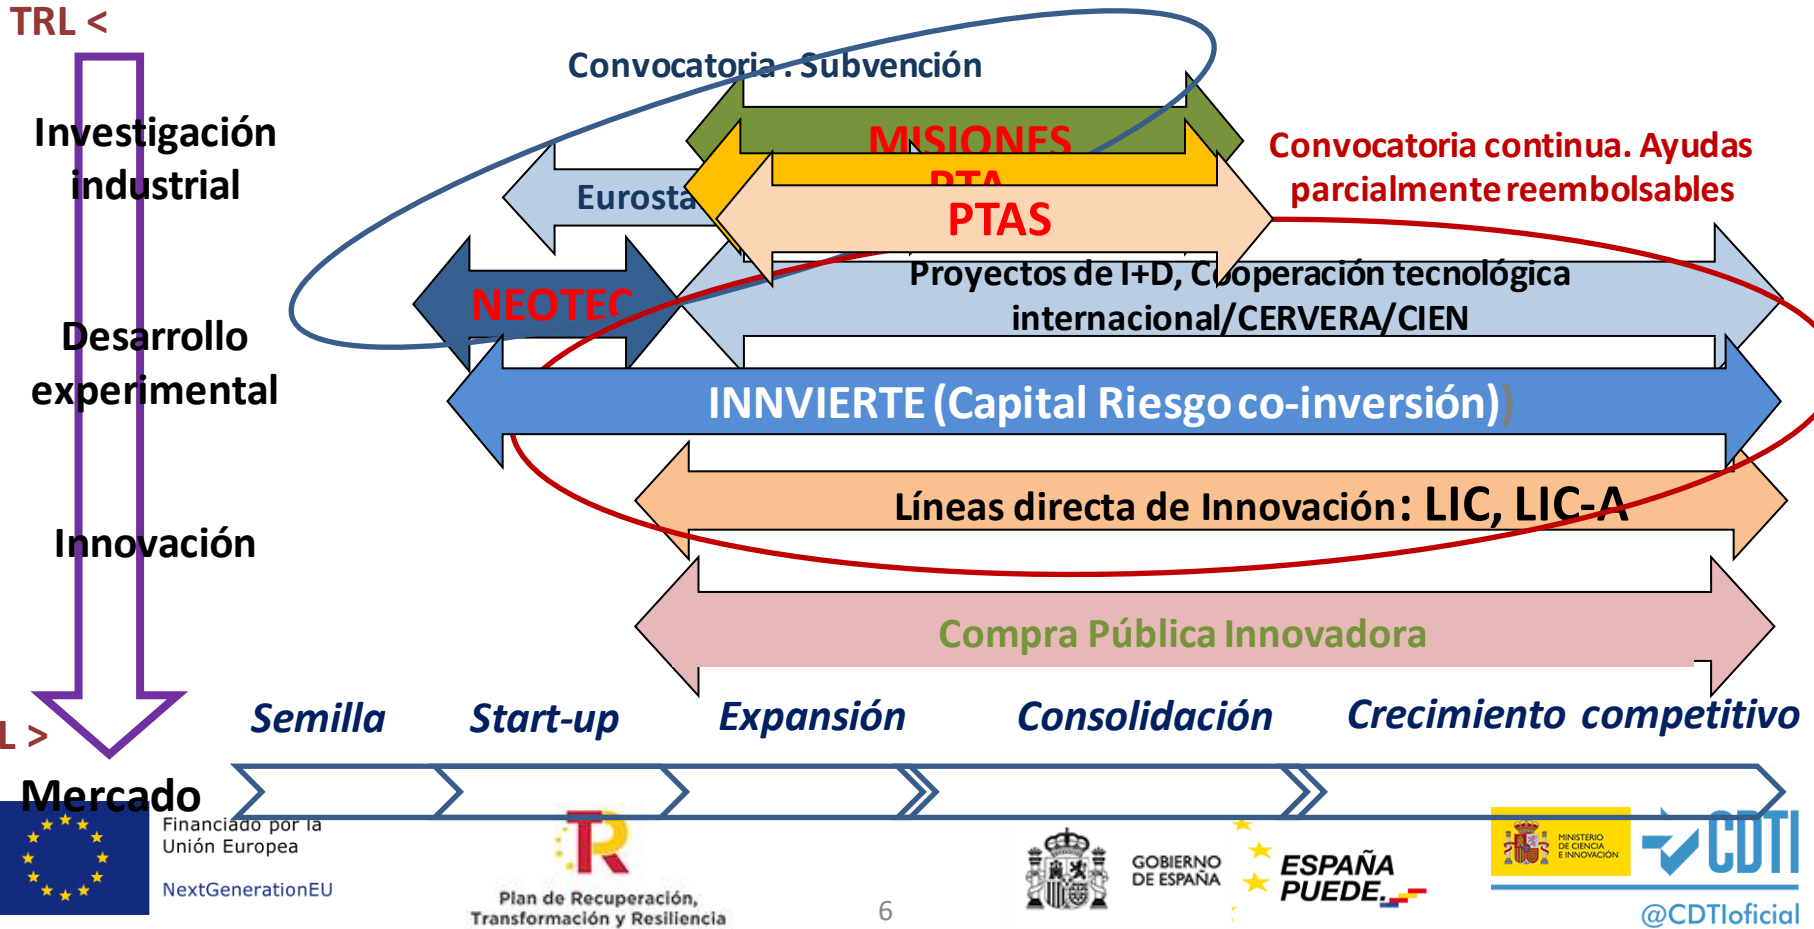 TRL <
Convocatoria . Subvención
Investigación
industrial
MISIONES
Convocatoria continua. Ayudas
parcialmente reembolsables
PTA
Eurosta
PTAS
NEOTEC
Proyectos de I+D, Cooperación tecnológica
internacional/CERVERA/CIEN
Desarrollo
experimental
INNVIERTE (Capital Riesgo co-inversión))
Líneas directa de Innovación: LIC, LIC-A
Innovación
Compra Pública Innovadora
L >
Semilla
Start-up
Expansión
Consolidación
Crecimiento competitivo
Mercado
Financiado por la
Unión Europea
NextGenerationEU
Plan de Recuperación,
Transformación y Resiliencia
6
GOBIERNO
DE ESPAÑA
ESPAÑA
PUEDE.
MINISTERIO
DE CIENCIA
E INNOVACIÓN
CDTI
@CDTIoficial